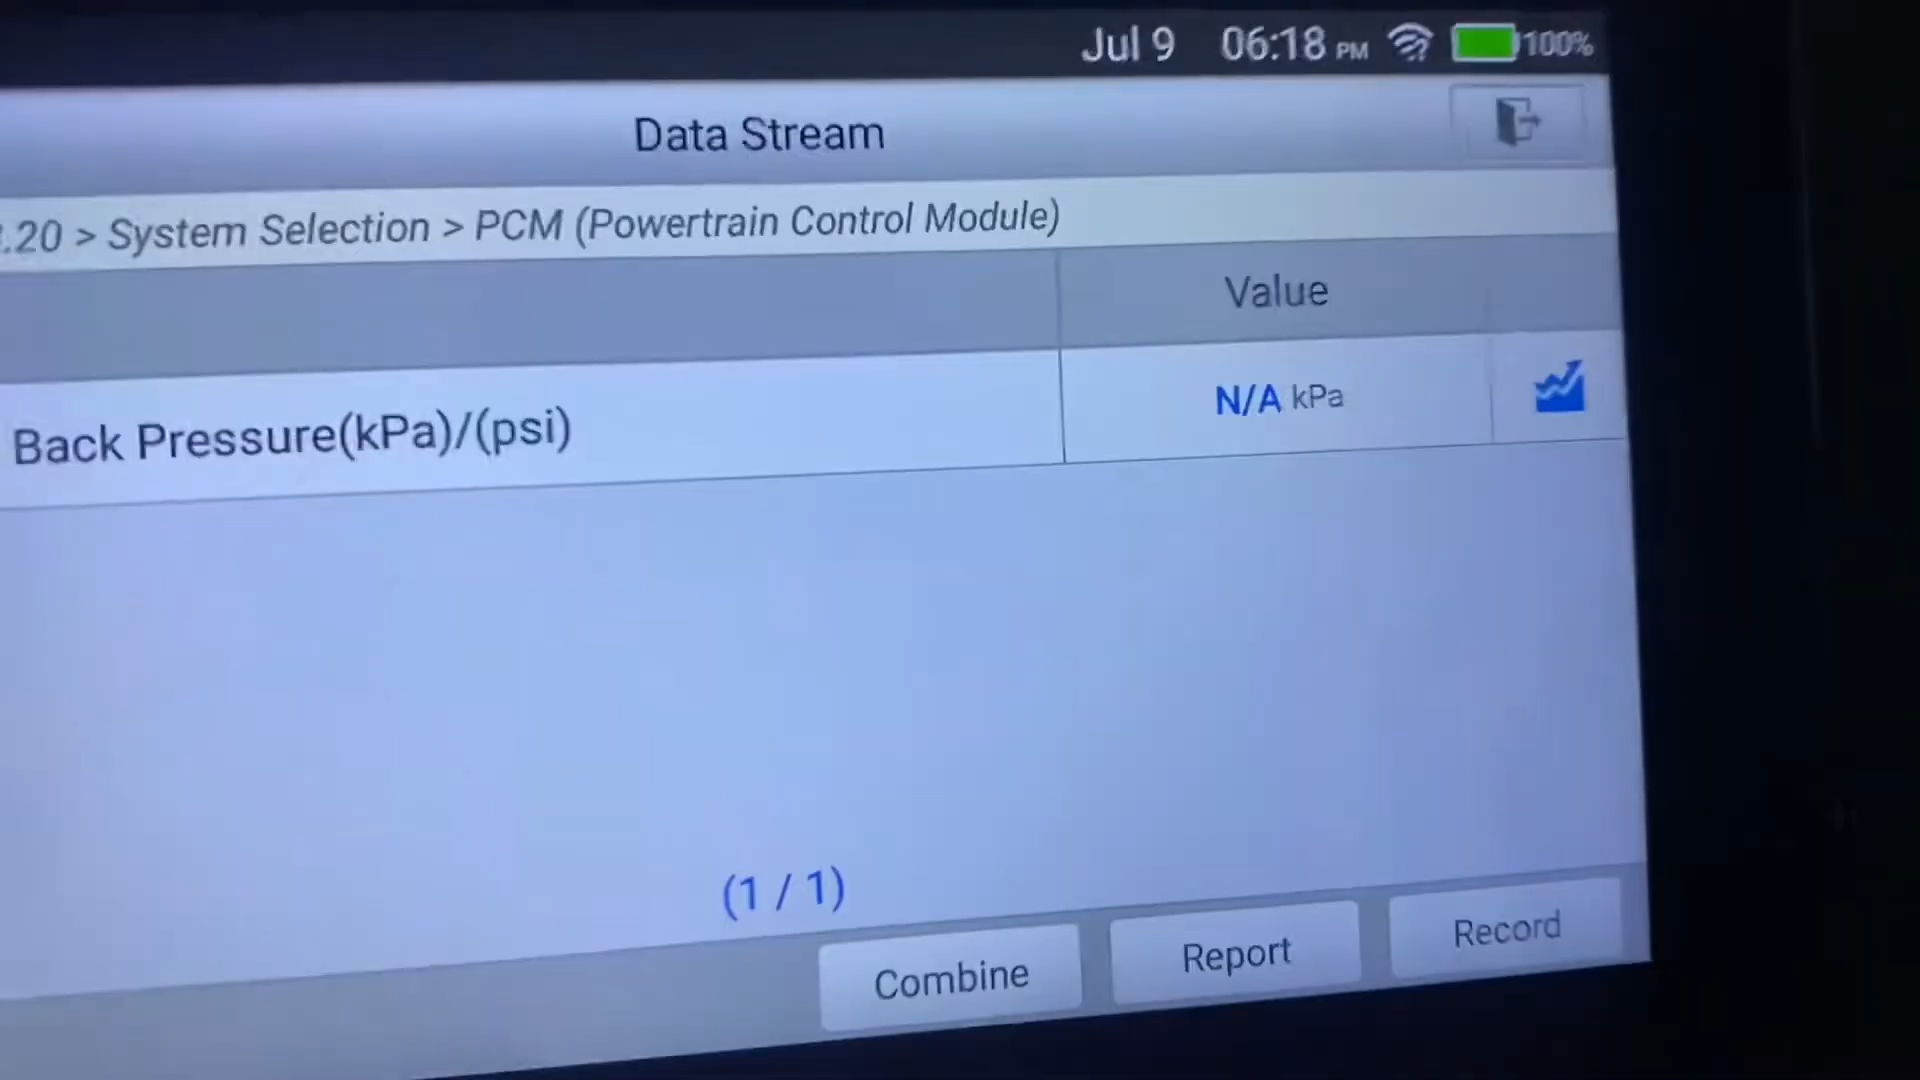 Jul 9 06:18 PM 100%
Data Stream
.20 > System Selection > PCM (Powertrain Control Module)
Value
Back Pressure(kPa)/(psi) N/A kPa
(1 / 1)
Combine Report Record